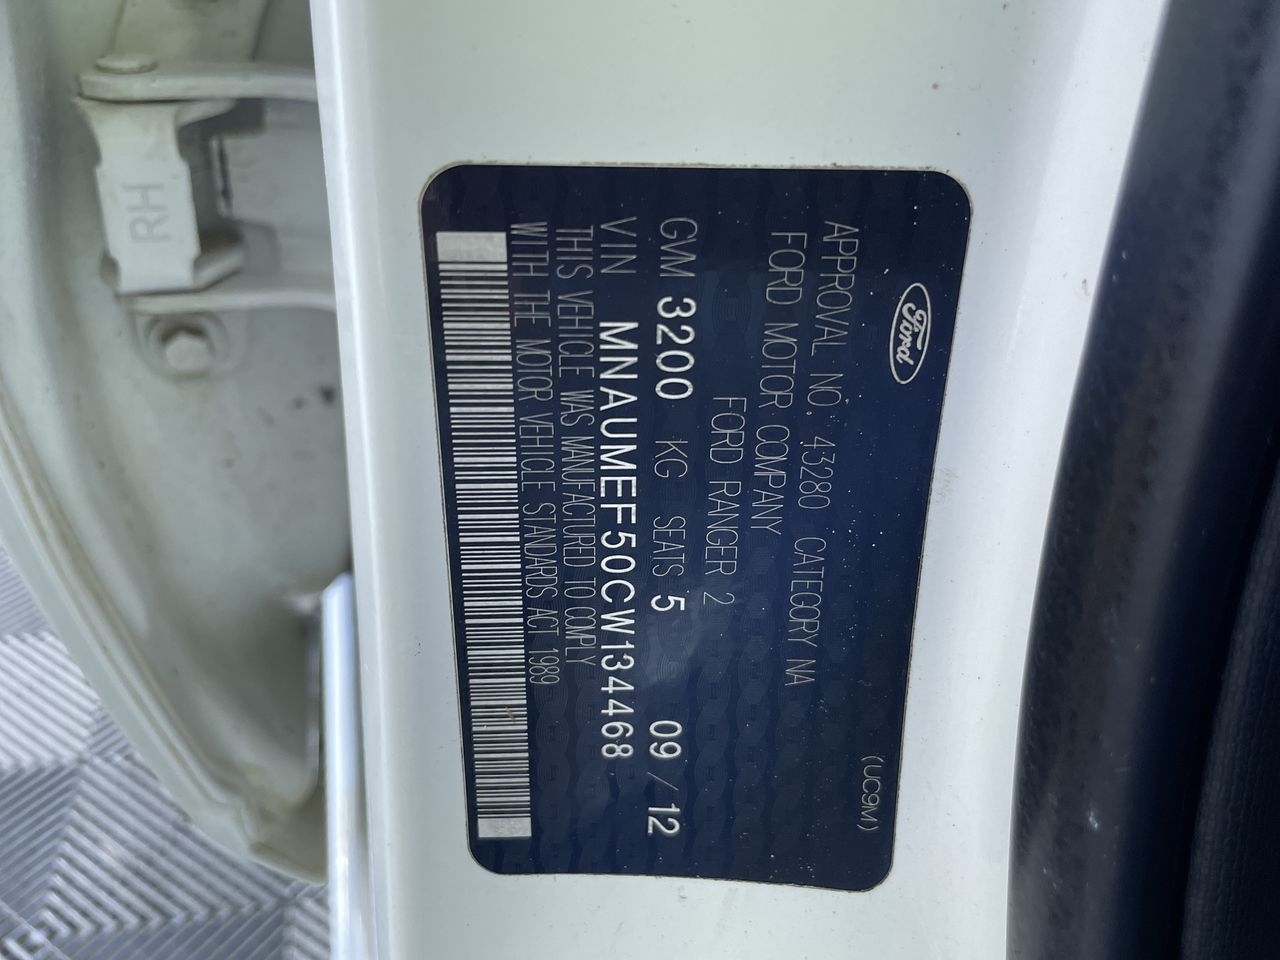 RH
Ford
(UC9M)
APPROVAL NO. 43280 CATEGORY NA
FORD MOTOR COMPANY
FORD RANGER 2
GVM 3200 KG SEATS 5 09/12
VIN MNAUMEF50CW134468
THIS VEHICLE WAS MANUFACTURED TO COMPLY
WITH THE MOTOR VEHICLE STANDARDS ACT 1989